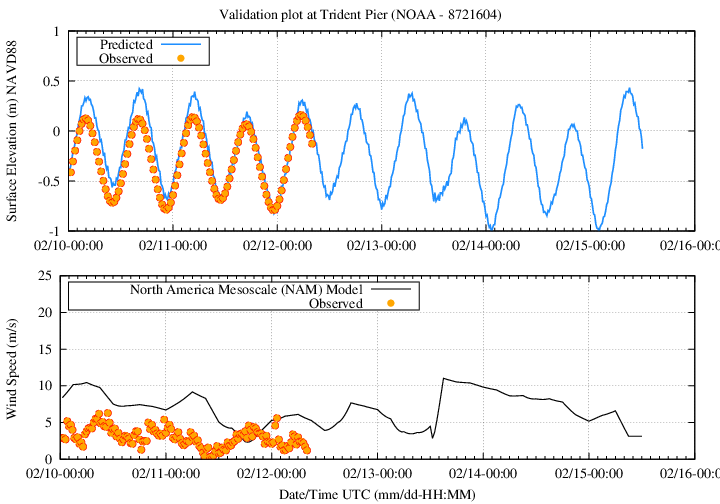 Validation plot at Trident Pier (NOAA - 8721604)
Surface Elevation (m) NAVD88
1
0.5
0
-0.5
-1
Predicted
Observed
02/10-00:00 02/11-00:00 02/12-00:00 02/13-00:00 02/14-00:00 02/15-00:00 02/16-00:00
Wind Speed (m/s)
25
20
15
10
5
0
North America Mesoscale (NAM) Model
Observed
02/10-00:00 02/11-00:00 02/12-00:00 02/13-00:00 02/14-00:00 02/15-00:00 02/16-00:00
Date/Time UTC (mm/dd-HH:MM)